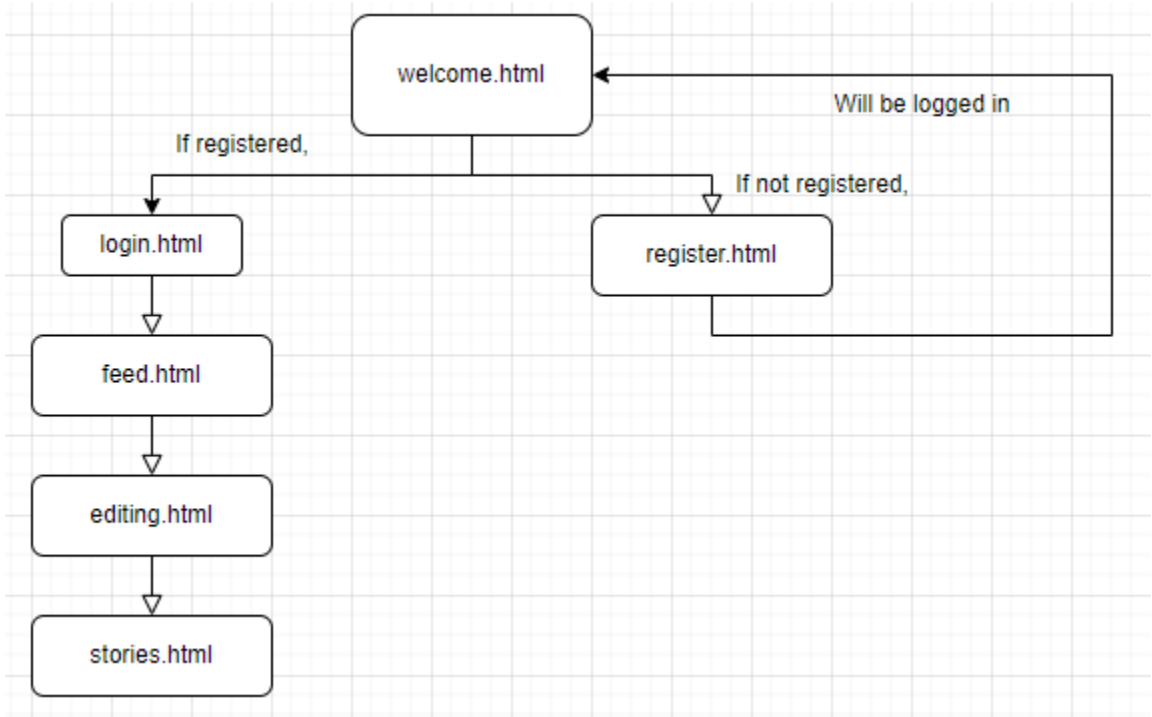 welcome.html
Will be logged in
If registered,
If not registered,
login.html
register.html
feed.html
editing.html
stories.html